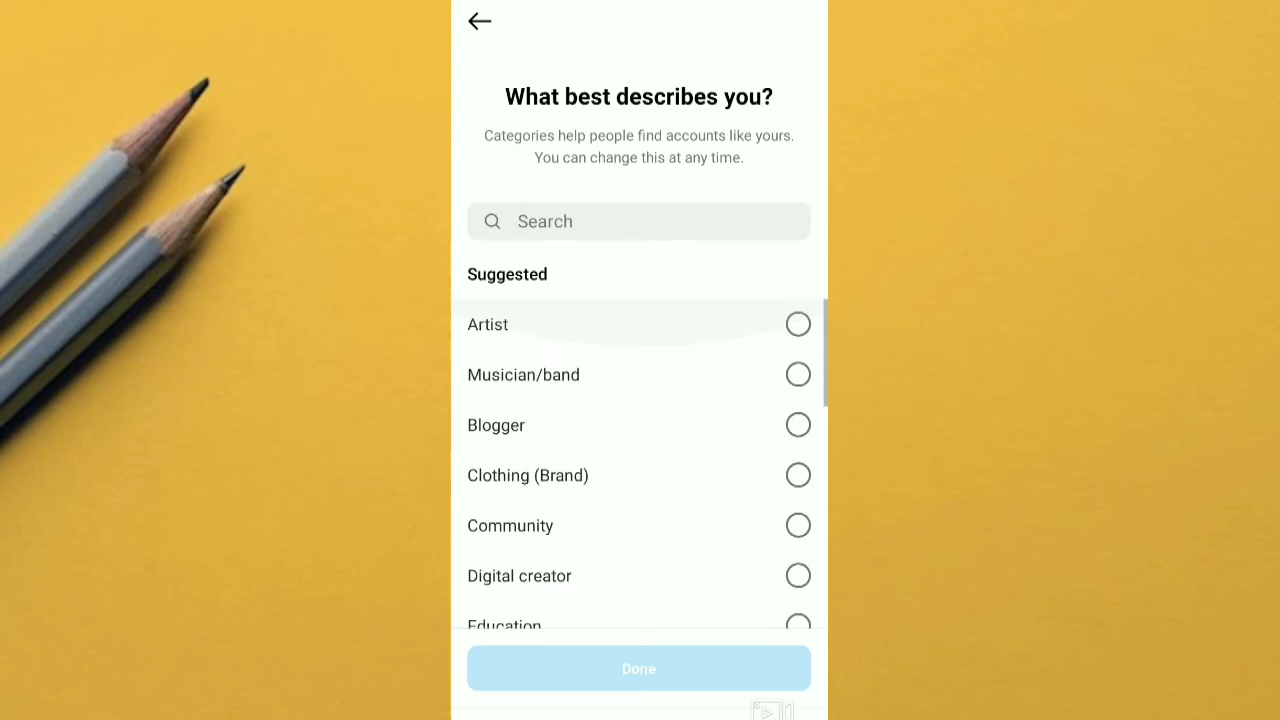 What best describes you?
Categories help people find accounts like yours.
You can change this at any time.
Search
Suggested
Artist
Musician/band
Blogger
Clothing (Brand)
Community
Digital creator
Education
Done